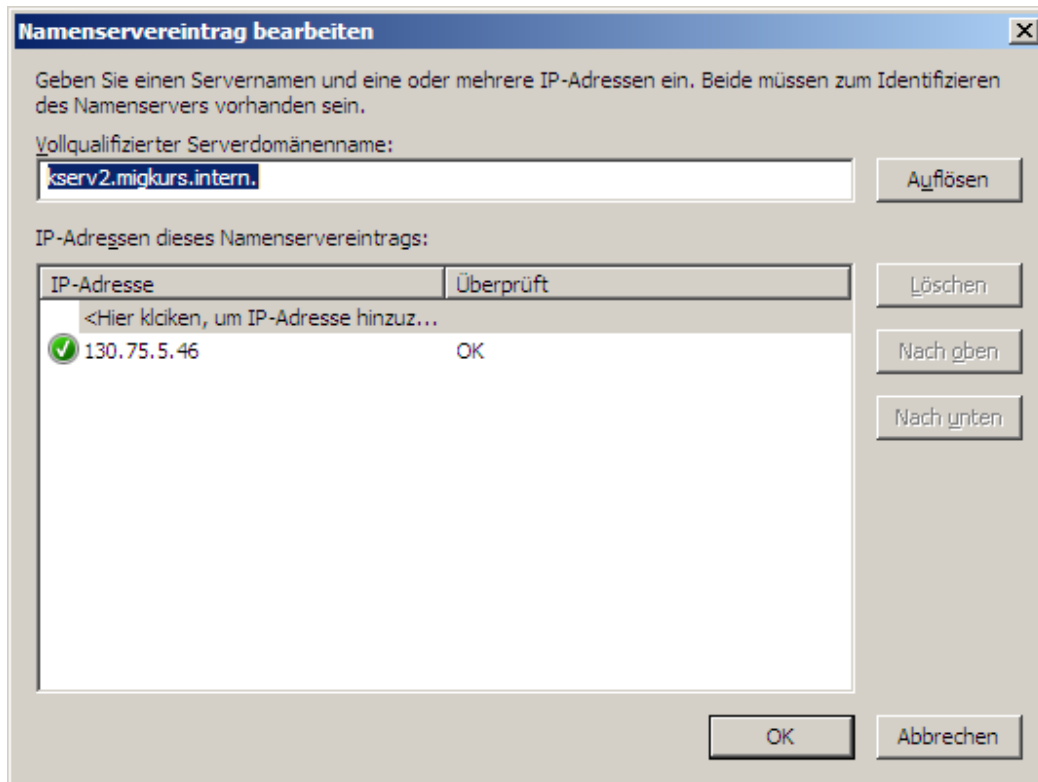 Namenservereintrag bearbeiten
Geben Sie einen Servernamen und eine oder mehrere IP-Adressen ein. Beide müssen zum Identifizieren
des Namenservers vorhanden sein.
Vollqualifizierter Serverdomänenname:
kserv2.migkurs.intern.
Auflösen
IP-Adressen dieses Namenservereintrags:
IP-Adresse Überprüft
Löschen
<Hier klciken, um IP-Adresse hinzuz...
130.75.5.46 OK
Nach oben
Nach unten
OK Abbrechen